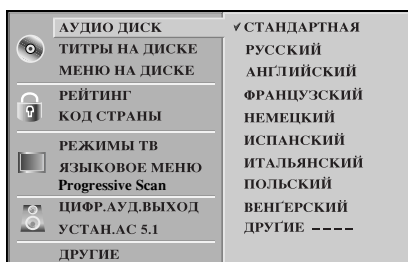 АУДИО ДИСК
ТИТРЫ НА ДИСКЕ
МЕНЮ НА ДИСКЕ
РЕЙТИНГ
КОД СТРАНЫ
РЕЖИМЫ ТВ
ЯЗЫКОВОЕ МЕНЮ
Progressive Scan
ЦИФР.АУД.ВЫХОД
УСТАН.АС 5.1
ДРУГИЕ
✓ СТАНДАРТНАЯ
РУССКИЙ
АНГЛИЙСКИЙ
ФРАНЦУЗСКИЙ
НЕМЕЦКИЙ
ИСПАНСКИЙ
ИТАЛЬЯНСКИЙ
ПОЛЬСКИЙ
ВЕНГЕРСКИЙ
ДРУГИЕ ----